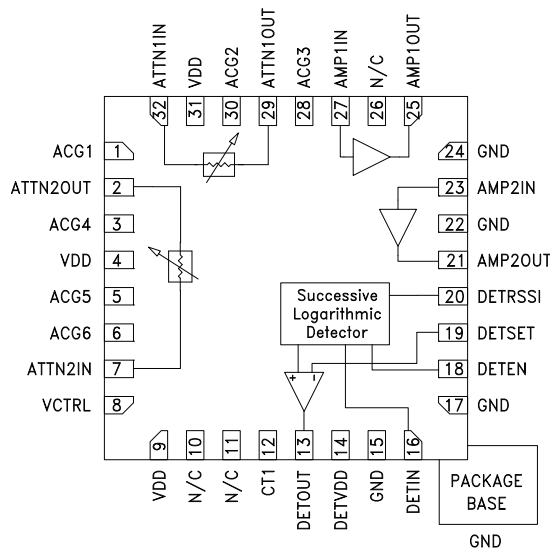 ATTN1IN
VDD
ACG2
ATTN1OUT
ACG3
AMP1IN
N/C
AMP1OUT
32
31
30
29
28
27
26
25
ACG1 1
ATTN2OUT 2
ACG4 3
VDD 4
ACG5 5
ACG6 6
ATTN2IN 7
VCTRL 8
24 GND
23 AMP2IN
22 GND
21 AMP2OUT
20 DETRSSI
19 DETSET
18 DETEN
17 GND
Successive
Logarithmic
Detector
+ −
9
10
11
12
13
14
15
16
VDD
N/C
N/C
CT1
DETOUT
DETVDD
GND
DETIN
PACKAGE
BASE
GND